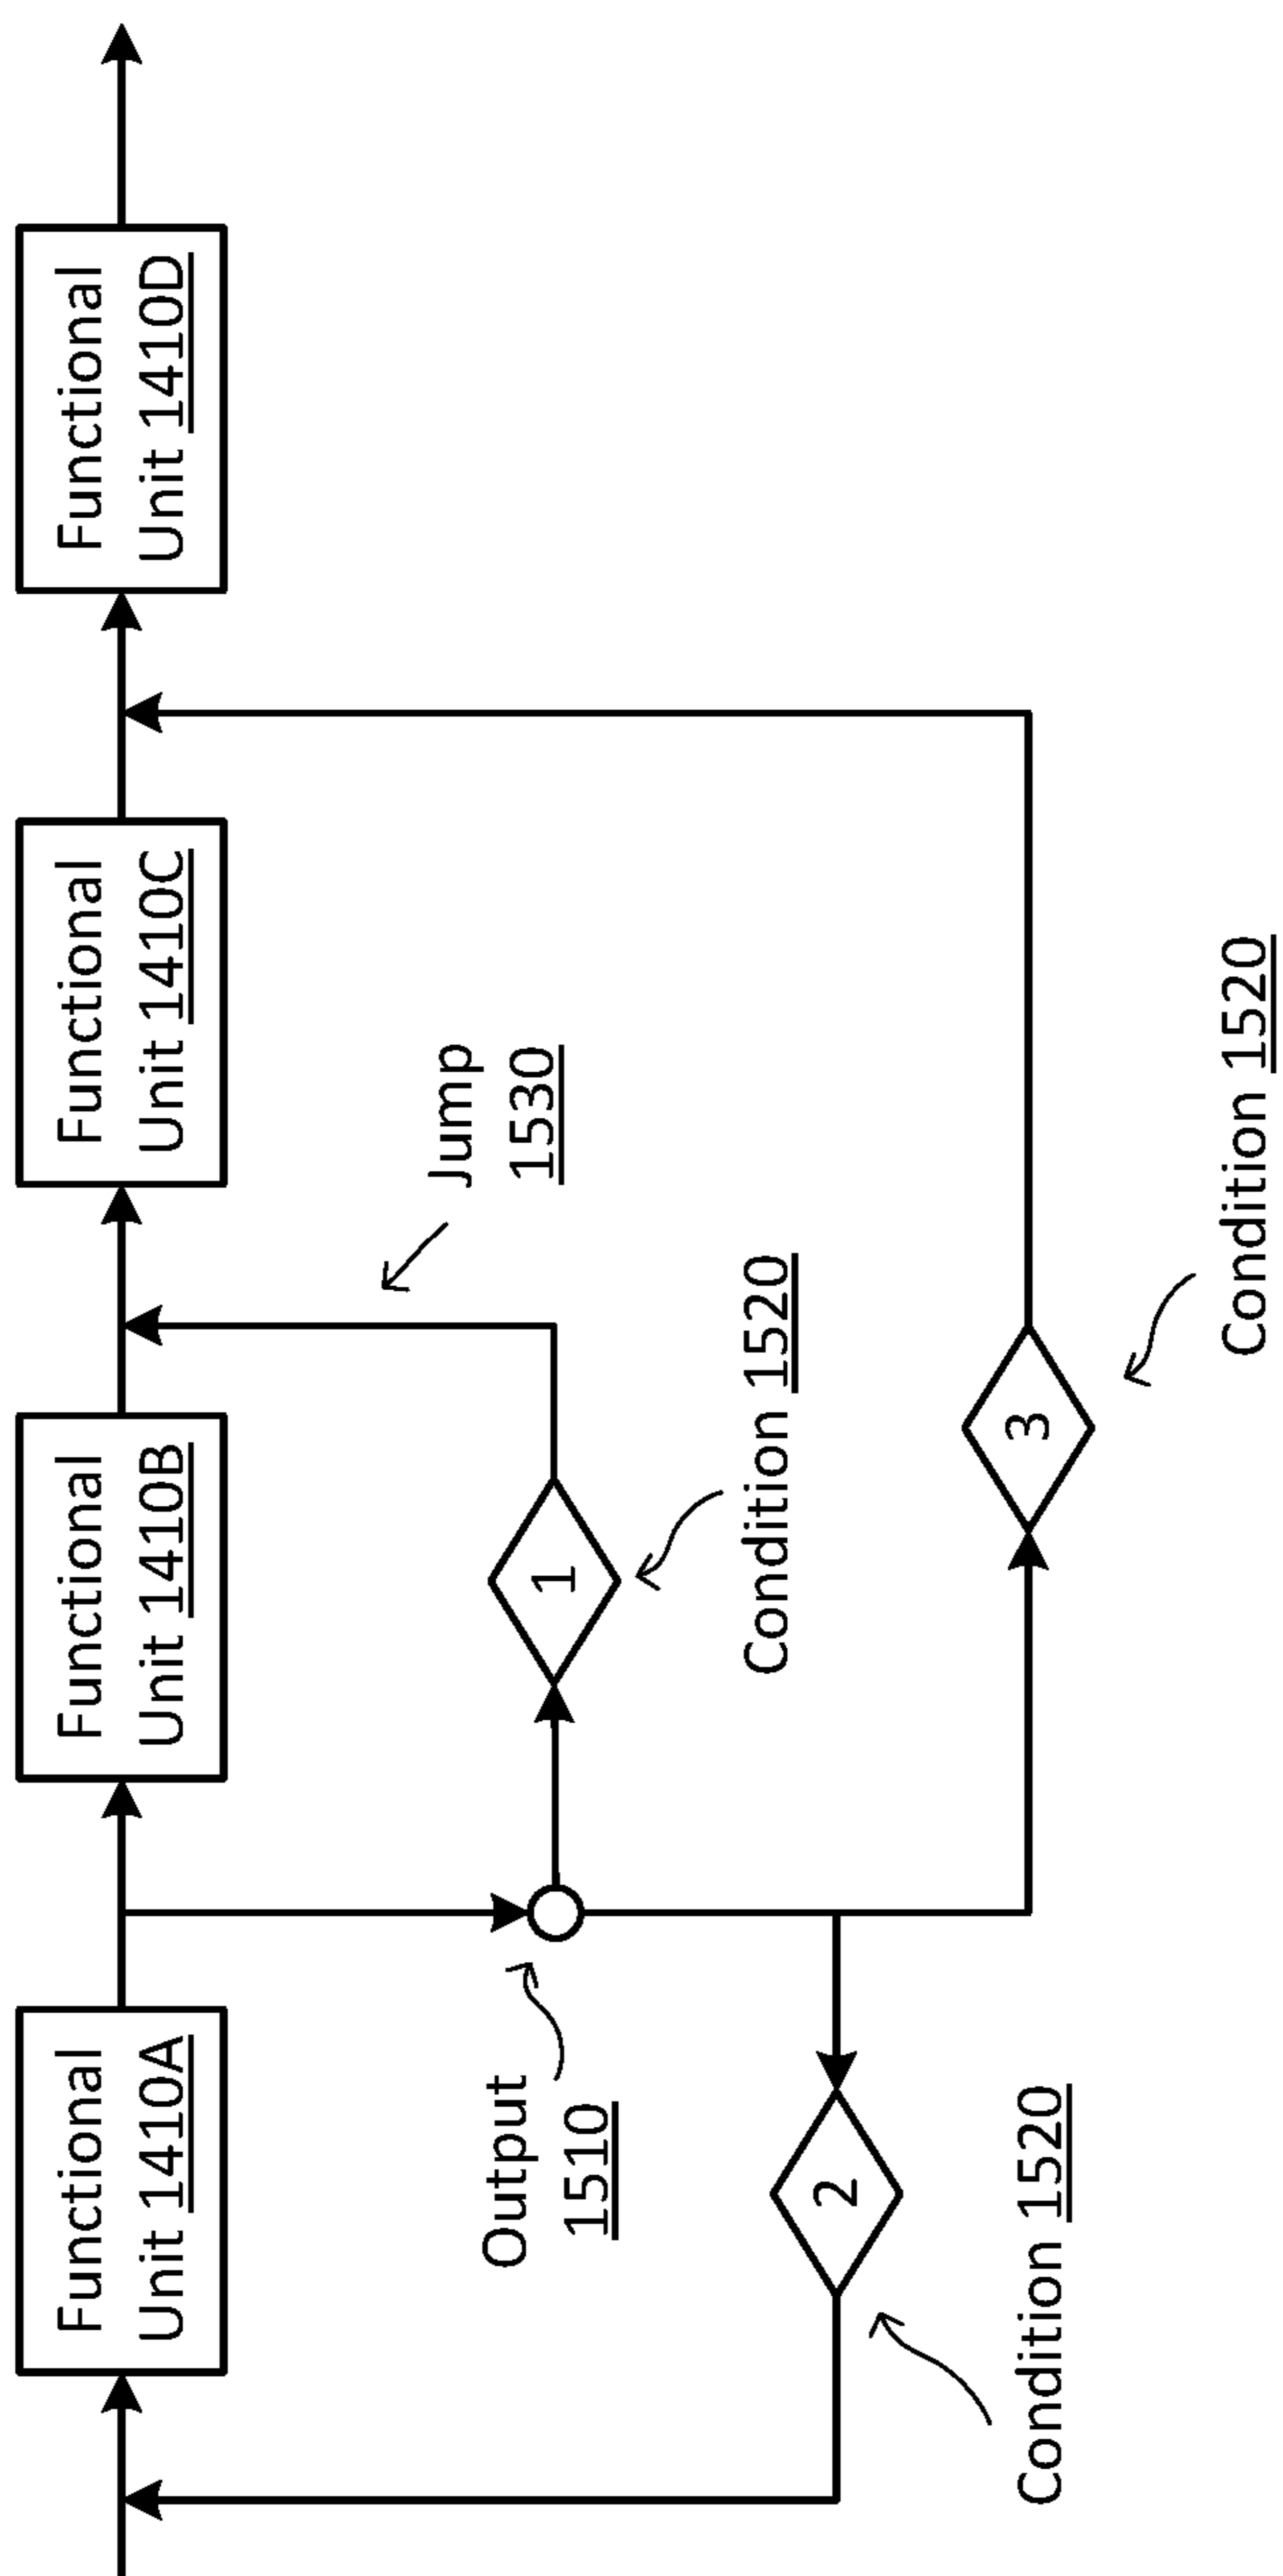 Functional
Unit 1410A
Functional
Unit 1410B
Functional
Unit 1410C
Functional
Unit 1410D
Output
1510
1
Jump
1530
Condition 1520
2
Condition 1520
3
Condition 1520